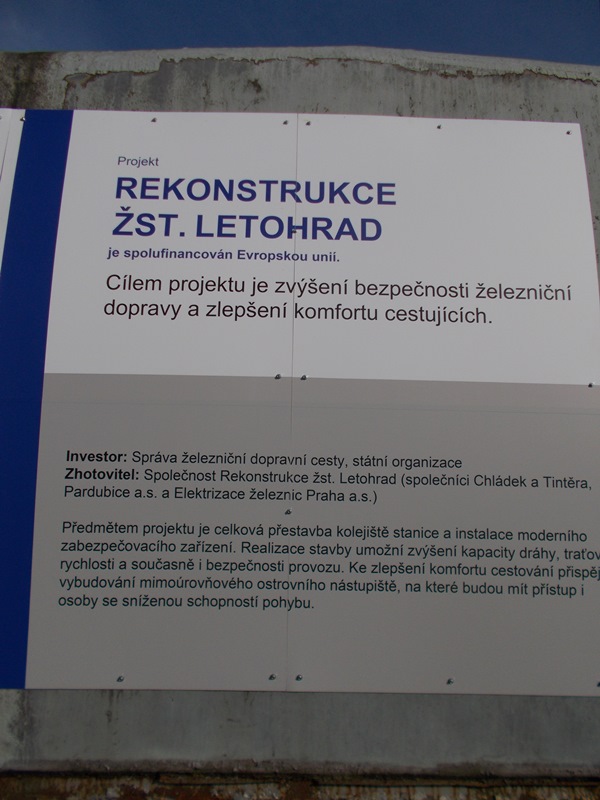 Projekt
REKONSTRUKCE
ŽST. LETOHRAD
je spolufinancován Evropskou unií.
Cílem projektu je zvýšení bezpečnosti železniční
dopravy a zlepšení komfortu cestujících.
Investor: Správa železniční dopravní cesty, státní organizace
Zhotovitel: Společnost Rekonstrukce žst. Letohrad (společníci Chládek a Tintěra,
Pardubice a.s. a Elektrizace železnic Praha a.s.)
Předmětem projektu je celková přestavba kolejiště stanice a instalace moderního
zabezpečovacího zařízení. Realizace stavby umožní zvýšení kapacity dráhy, traťov
rychlosti a současně i bezpečnosti provozu. Ke zlepšení komfortu cestování přispěj
vybudování mimoúrovňového ostrovního nástupiště, na které budou mít přístup i
osoby se sníženou schopností pohybu.